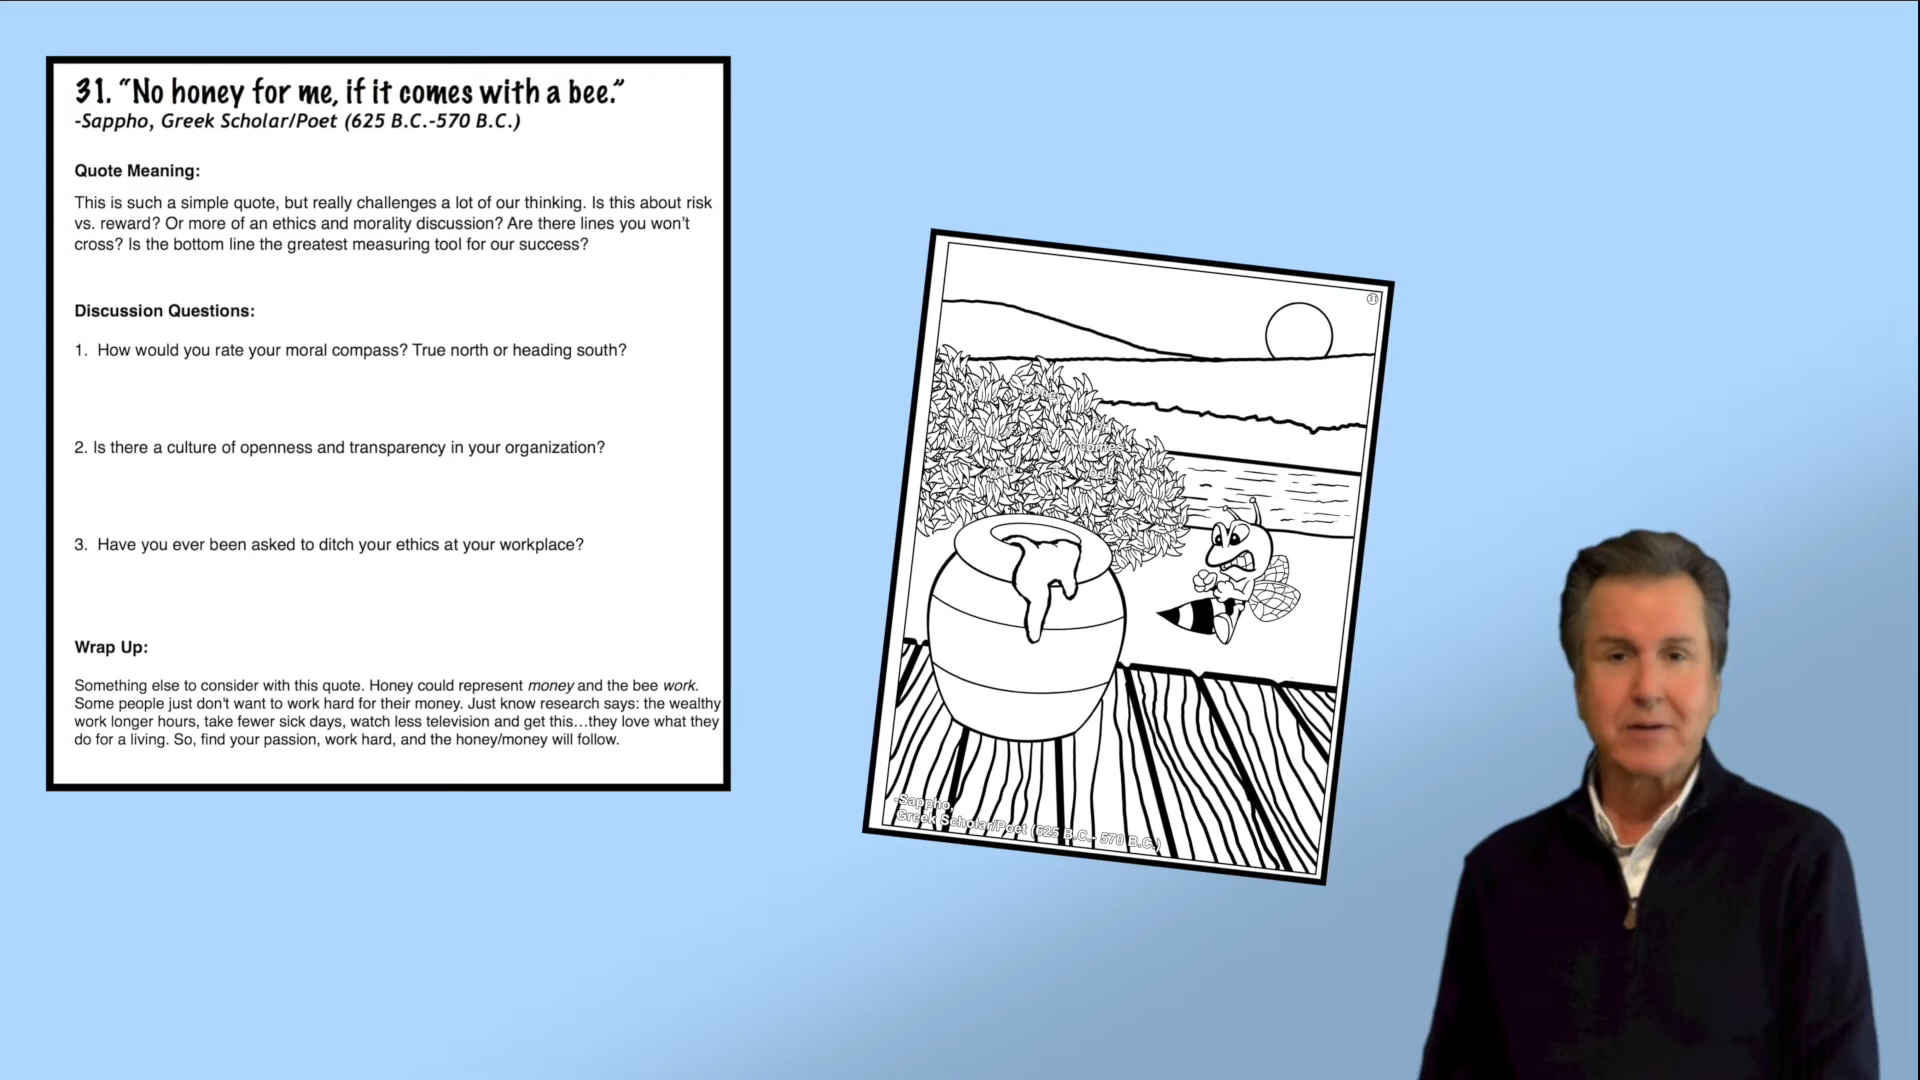 31. “No honey for me, if it comes with a bee.”
-Sappho, Greek Scholar/Poet (625 B.C.-570 B.C.)
Quote Meaning:
This is such a simple quote, but really challenges a lot of our thinking. Is this about risk
vs. reward? Or more of an ethics and morality discussion? Are there lines you won’t
cross? Is the bottom line the greatest measuring tool for our success?
Discussion Questions:
1. How would you rate your moral compass? True north or heading south?
2. Is there a culture of openness and transparency in your organization?
3. Have you ever been asked to ditch your ethics at your workplace?
Wrap Up:
Something else to consider with this quote. Honey could represent money and the bee work.
Some people just don't want to work hard for their money. Just know research says: the wealthy
work longer hours, take fewer sick days, watch less television and get this…they love what they
do for a living. So, find your passion, work hard, and the honey/money will follow.
31
-Sappho,
Greek Scholar/Poet (625 B.C.- 570 B.C.)